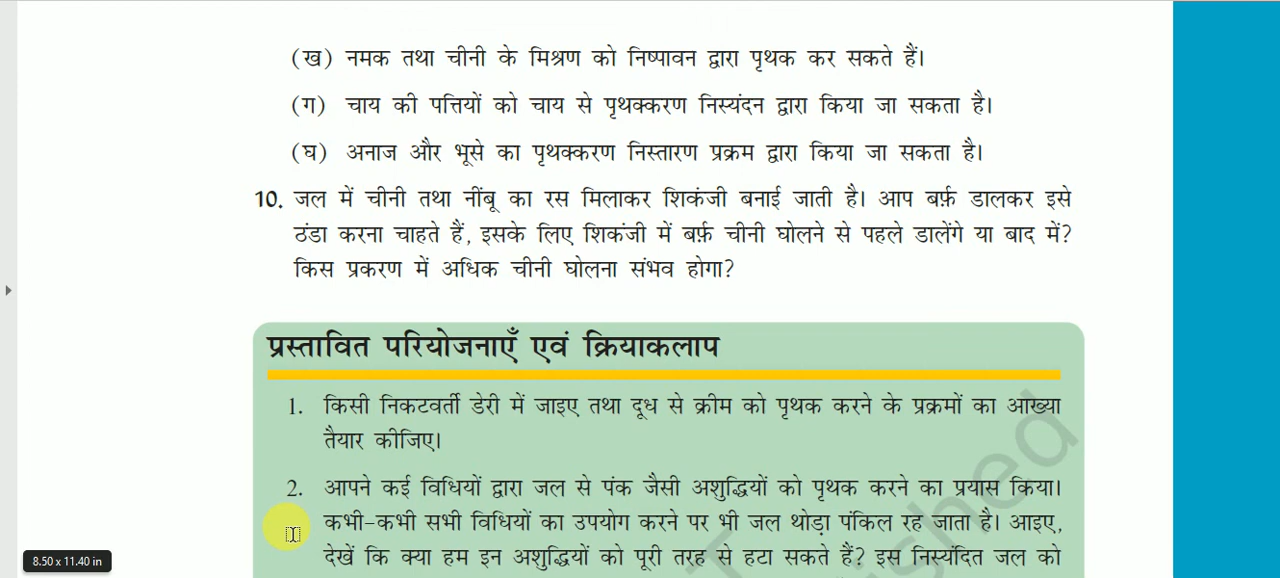 (ख) नमक तथा चीनी के मिश्रण को निष्पावन द्वारा पृथक कर सकते हैं।
(ग) चाय की पत्तियों को चाय से पृथक्करण निस्यंदन द्वारा किया जा सकता है।
(घ) अनाज और भूसे का पृथक्करण निस्तारण प्रक्रम द्वारा किया जा सकता है।
10. जल में चीनी तथा नींबू का रस मिलाकर शिकंजी बनाई जाती है। आप बर्फ़ डालकर इसे
ठंडा करना चाहते हैं, इसके लिए शिकंजी में बर्फ़ चीनी घोलने से पहले डालेंगे या बाद में?
किस प्रकरण में अधिक चीनी घोलना संभव होगा?
प्रस्तावित परियोजनाएँ एवं क्रियाकलाप
1. किसी निकटवर्ती डेरी में जाइए तथा दूध से क्रीम को पृथक करने के प्रक्रमों का आख्या
तैयार कीजिए।
2. आपने कई विधियों द्वारा जल से पंक जैसी अशुद्धियों को पृथक करने का प्रयास किया।
कभी-कभी सभी विधियों का उपयोग करने पर भी जल थोड़ा पंकिल रह जाता है। आइए,
देखें कि क्या हम इन अशुद्धियों को पूरी तरह से हटा सकते हैं? इस निस्यंदित जल को
8.50 x 11.40 in